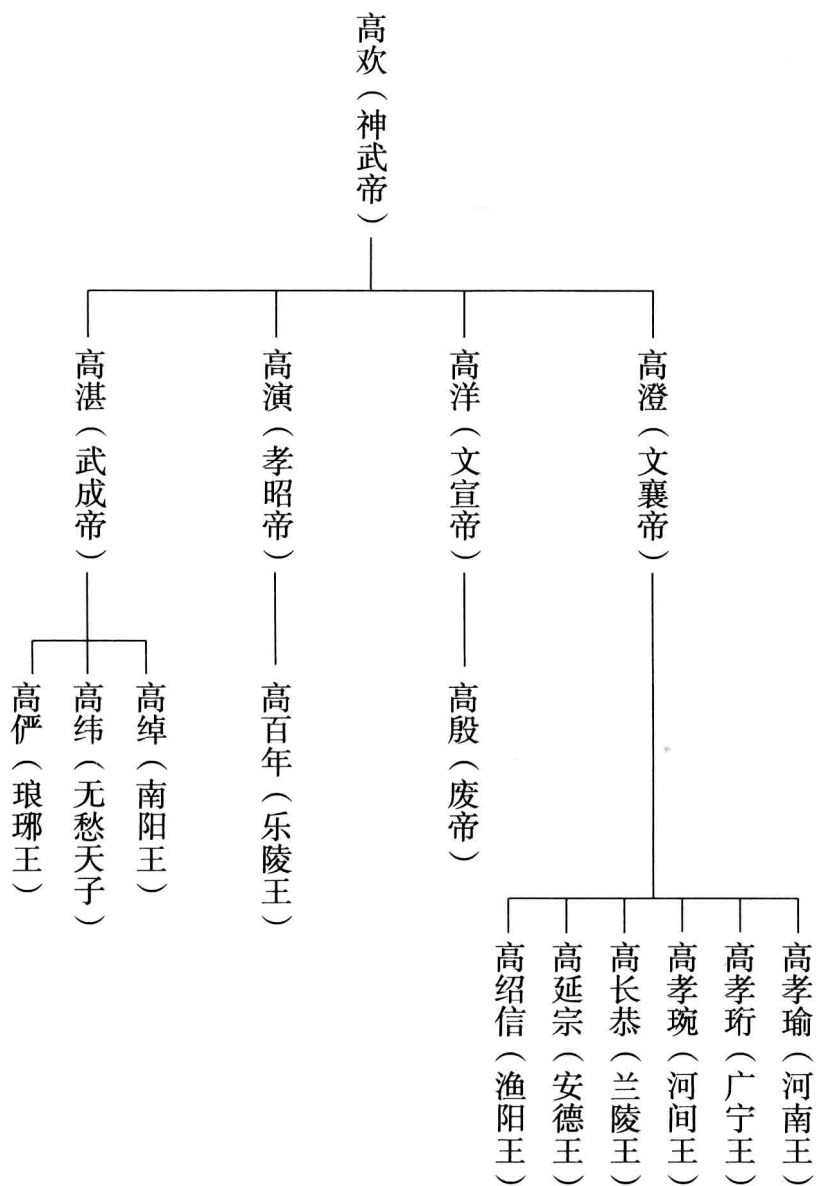 高欢（神武帝）
高澄（文襄帝）
高洋（文宣帝）
高演（孝昭帝）
高湛（武成帝）
高孝瑜（河南王）
高孝珩（广宁王）
高孝琬（河间王）
高长恭（兰陵王）
高延宗（安德王）
高绍信（渔阳王）
高殷（废帝）
高百年（乐陵王）
高绰（南阳王）
高纬（无愁天子）
高俨（琅琊王）